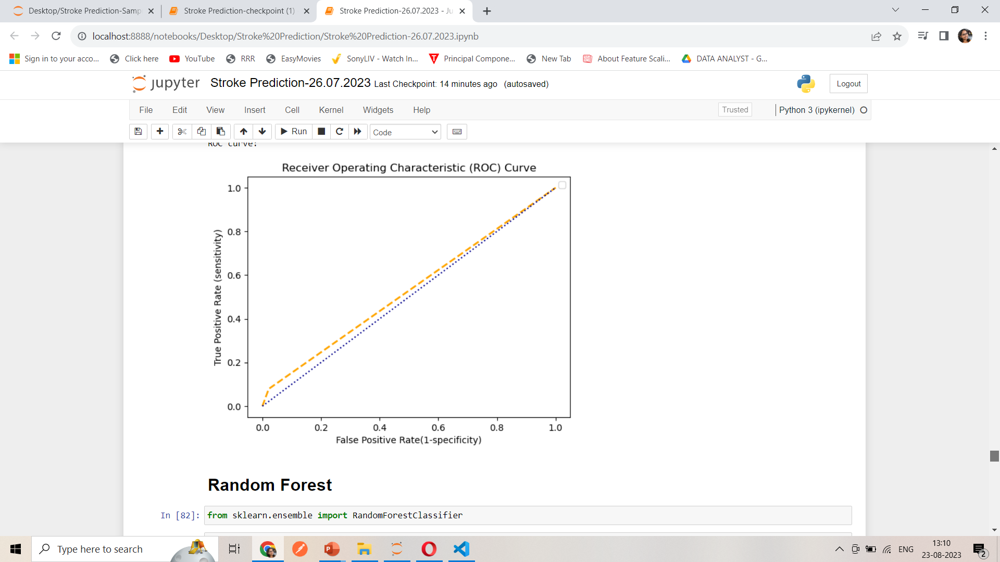 Desktop/Stroke Prediction-Samp
Stroke Prediction-checkpoint (1)
Stroke Prediction-26.07.2023 - Ju
localhost:8888/notebooks/Desktop/Stroke%20Prediction/Stroke%20Prediction-26.07.2023.ipynb
Sign in to your acco...
Click here
YouTube
RRR
EasyMovies
SonyLIV - Watch In...
Principal Compone...
New Tab
About Feature Scali...
DATA ANALYST - G...
jupyter
Stroke Prediction-26.07.2023 Last Checkpoint: 14 minutes ago (autosaved)
Logout
File Edit View Insert Cell Kernel Widgets Help
Trusted
Python 3 (ipykernel)
Run
Code
ROC curve:
Receiver Operating Characteristic (ROC) Curve
1.0
0.8
0.6
0.4
0.2
0.0
True Positive Rate (sensitivity)
0.0 0.2 0.4 0.6 0.8 1.0
False Positive Rate(1-specificity)
Random Forest
In [82]: from sklearn.ensemble import RandomForestClassifier
Type here to search
ENG
13:10
23-08-2023
2